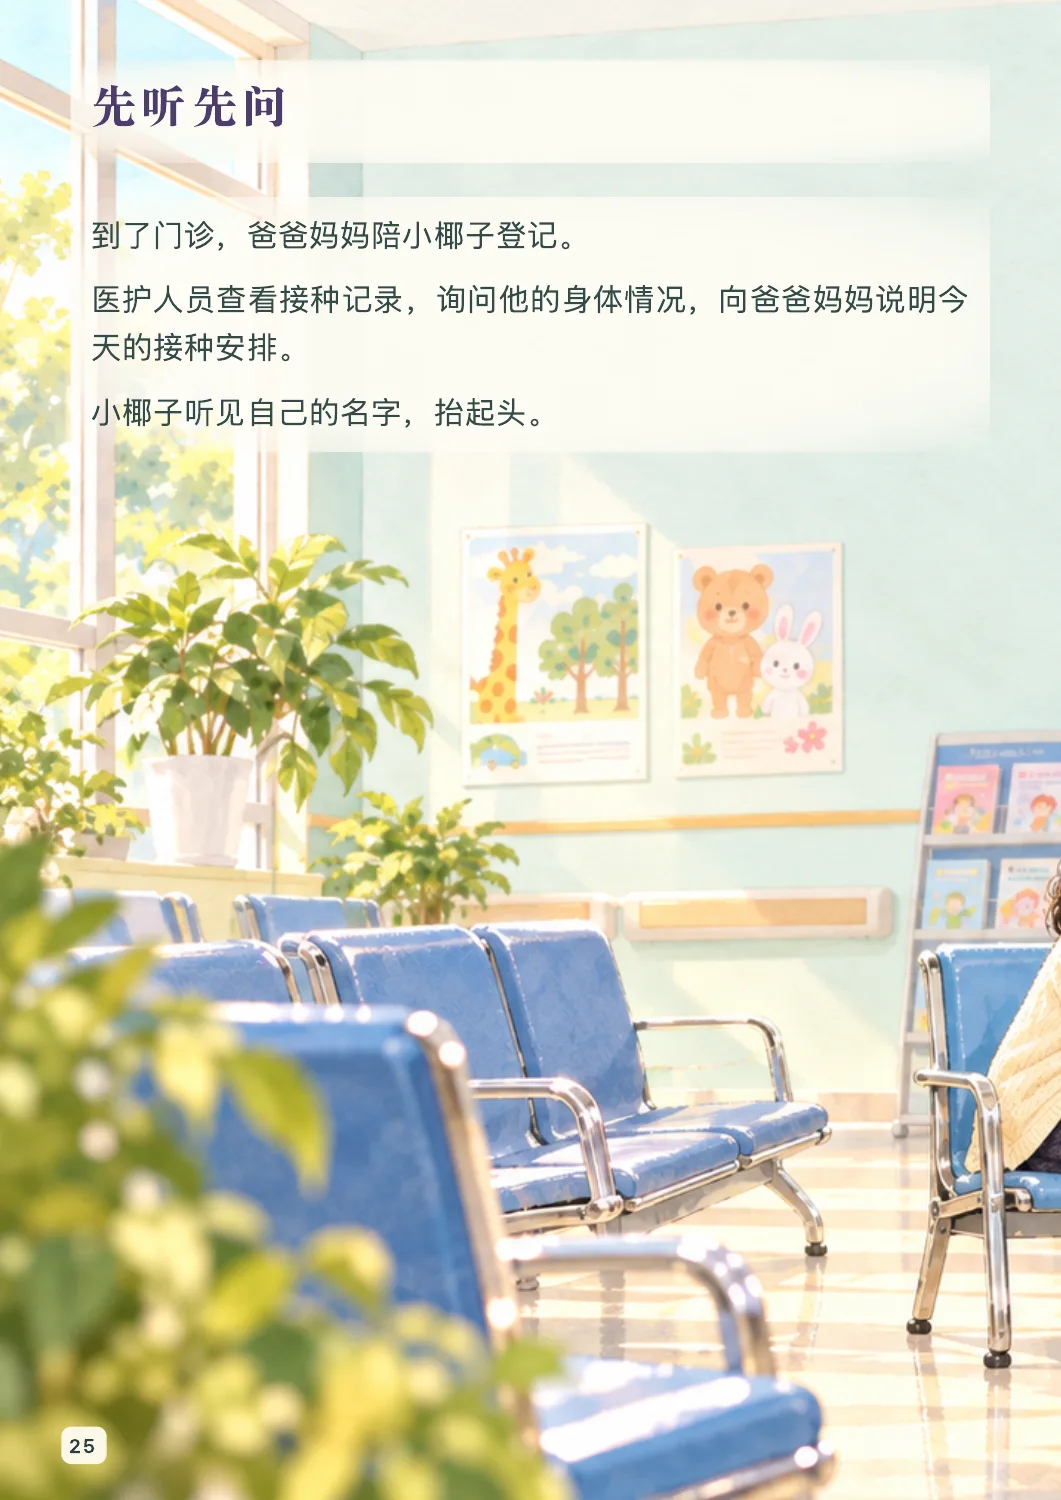 先听先问
到了门诊，爸爸妈妈陪小椰子登记。
医护人员查看接种记录，询问他的身体情况，向爸爸妈妈说明今
天的接种安排。
小椰子听见自己的名字，抬起头。
25